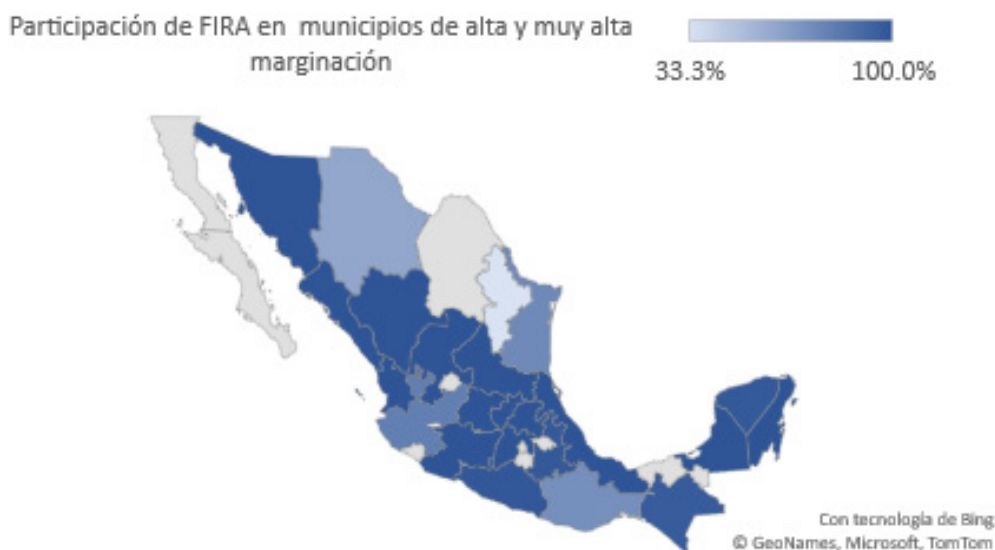 Participación de FIRA en municipios de alta y muy alta
marginación
33.3% 100.0%
Con tecnología de Bing
© GeoNames, Microsoft, TomTom